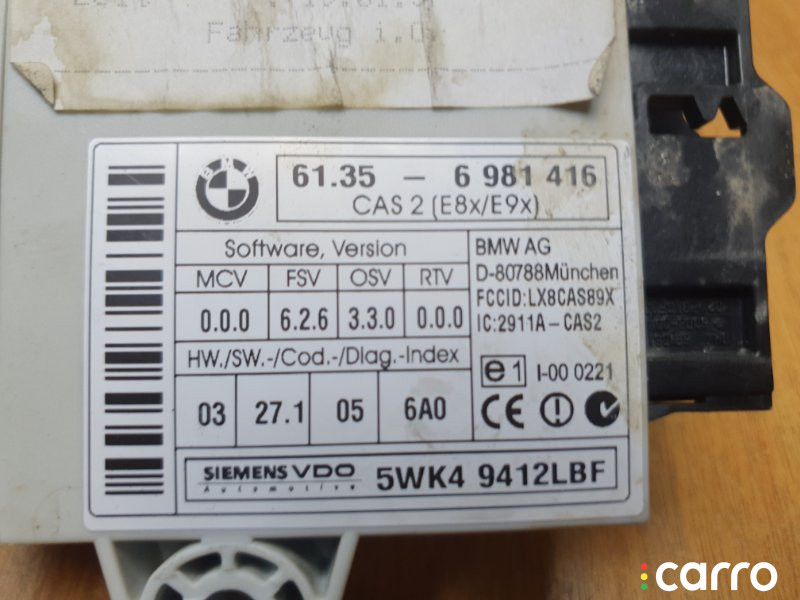 Fahrzeug i.O.
BMW
61.35 – 6 981 416
CAS 2 (E8x/E9x)
Software, Version
MCV FSV OSV RTV
0.0.0 6.2.6 3.3.0 0.0.0
HW./SW.-/Cod.-/Diag.-Index
03 27.1 05 6A0
BMW AG
D-80788München
FCCID:LX8CAS89X
IC:2911A–CAS2
e1 I-00 0221
CE
SIEMENS VDO
Automotive
5WK4 9412LBF
carro